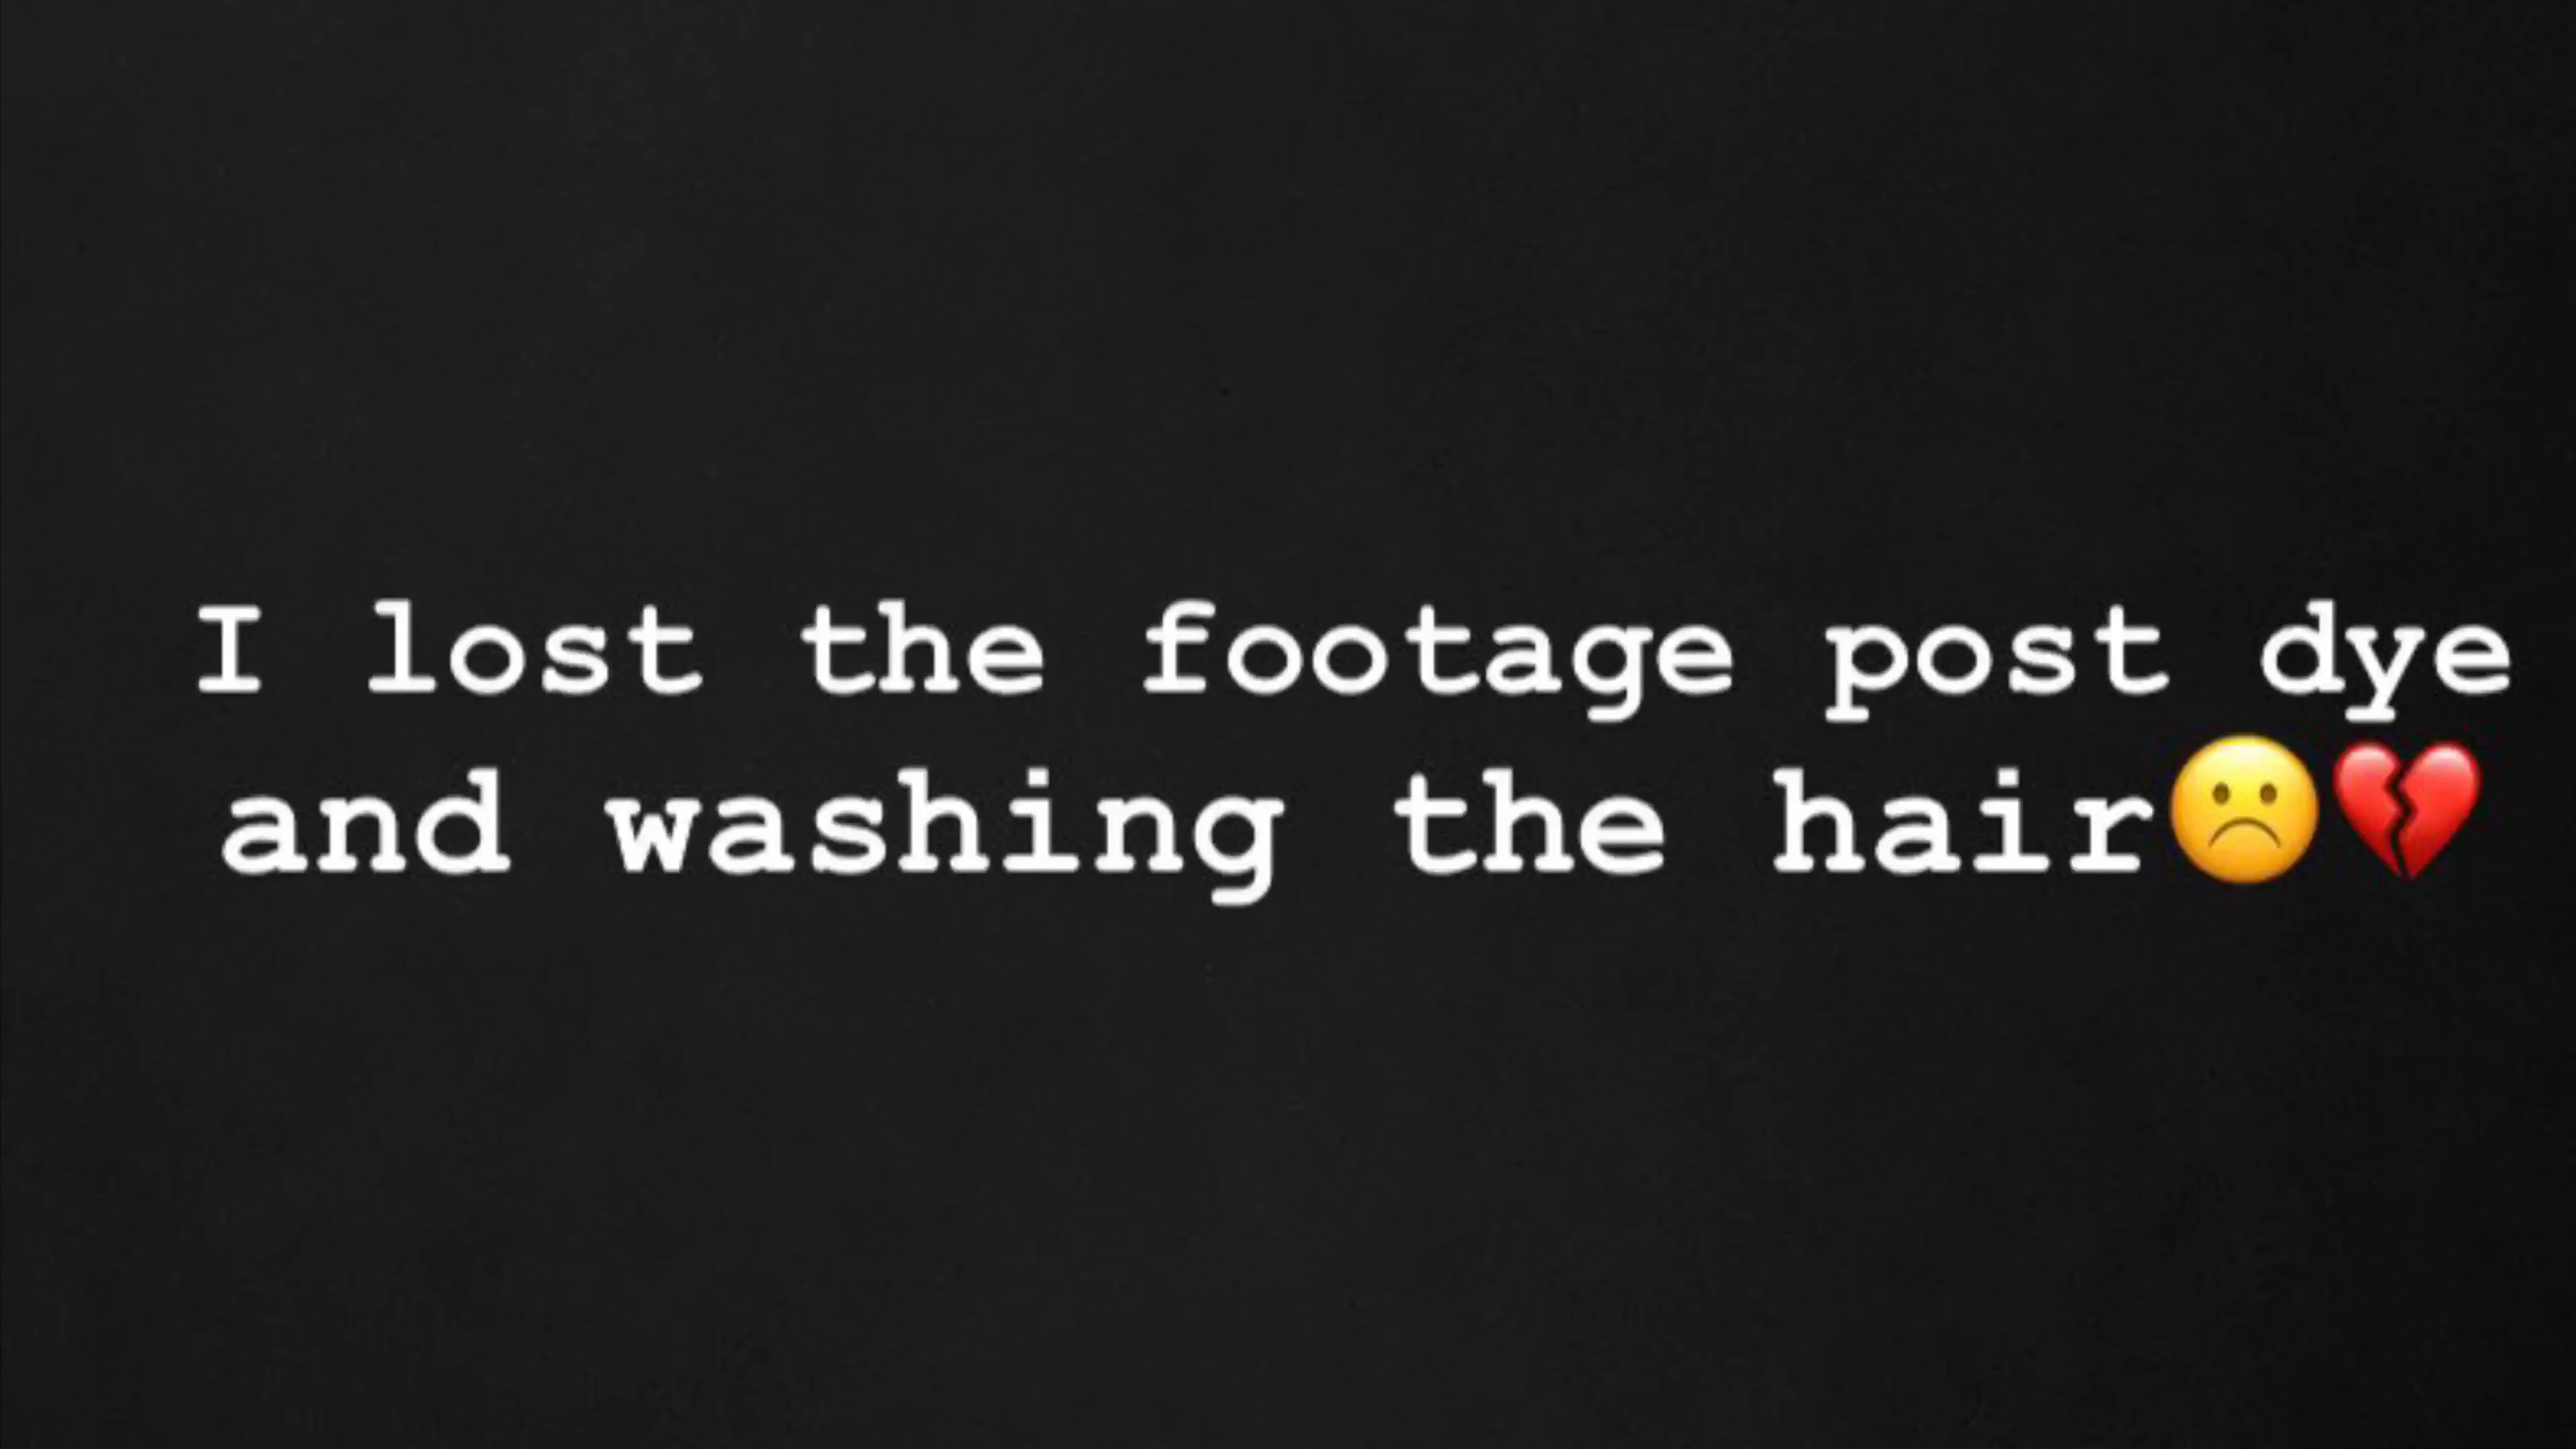 I lost the footage post dye
and washing the hair☹️💔